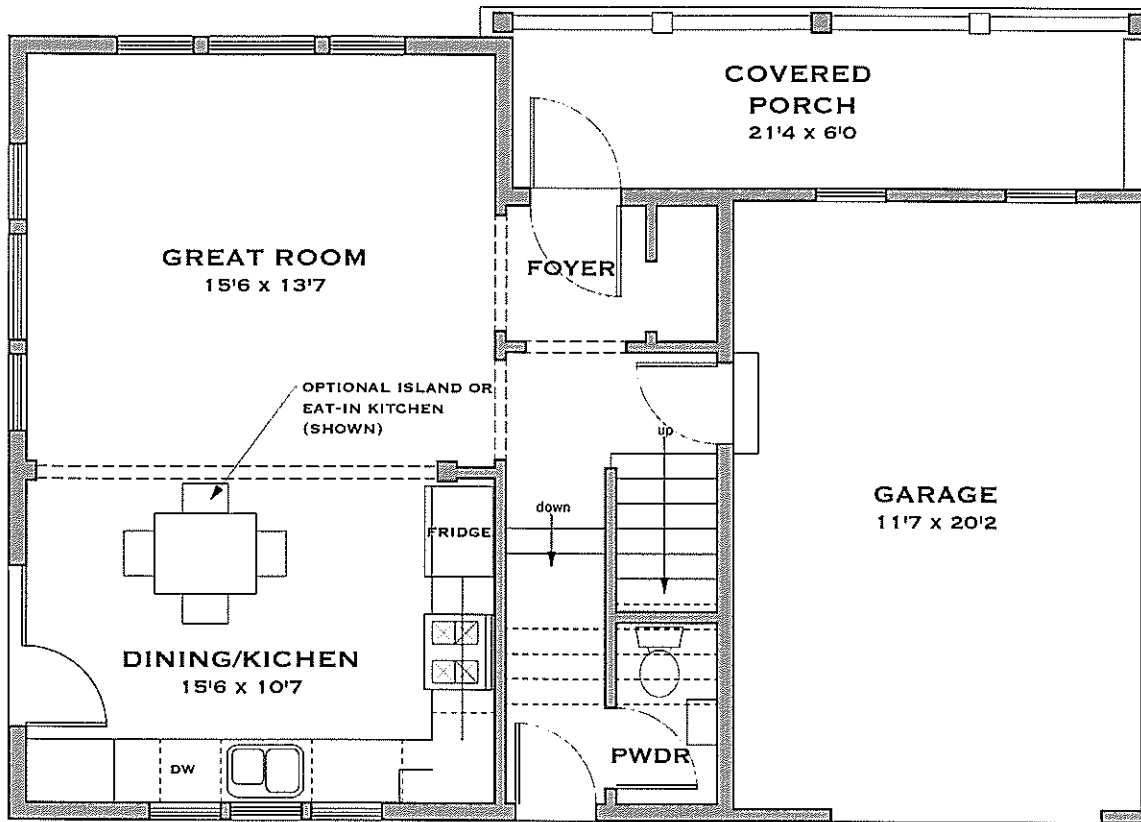 COVERED
PORCH
21'4 x 6'0
GREAT ROOM
15'6 x 13'7
FOYER
OPTIONAL ISLAND OR
EAT-IN KITCHEN
(SHOWN)
up
GARAGE
11'7 x 20'2
down
FRIDGE
DINING/KICHEN
15'6 x 10'7
PWDR
DW